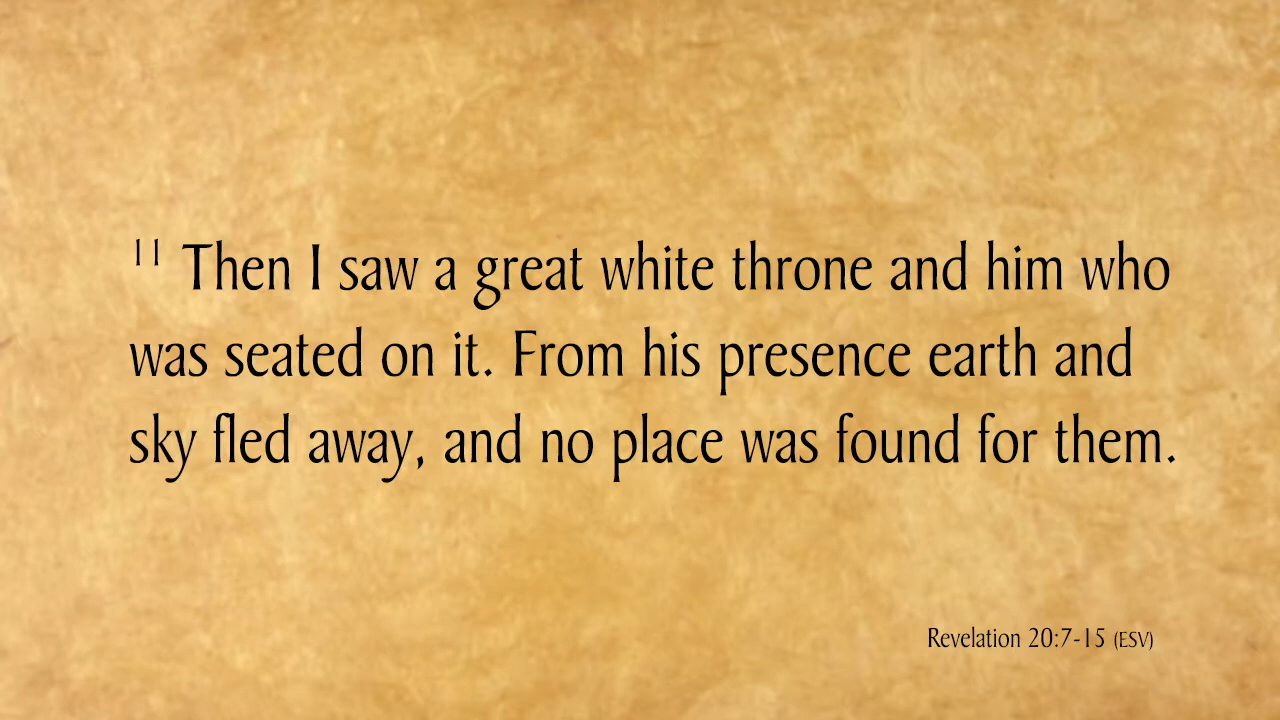 11 Then I saw a great white throne and him who
was seated on it. From his presence earth and
sky fled away, and no place was found for them.
Revelation 20:7-15 (ESV)